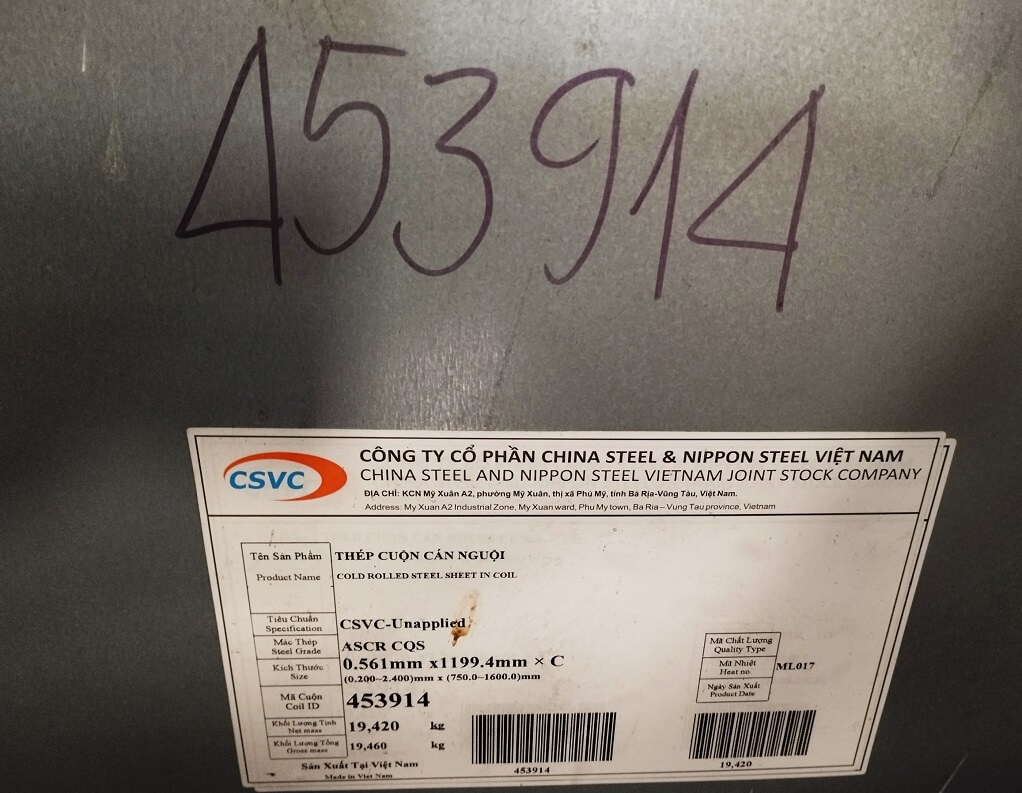 453914
CSVC
CÔNG TY CỔ PHẦN CHINA STEEL & NIPPON STEEL VIỆT NAM
CHINA STEEL AND NIPPON STEEL VIETNAM JOINT STOCK COMPANY
ĐỊA CHỈ: KCN Mỹ Xuân A2, phường Mỹ Xuân, thị xã Phú Mỹ, tỉnh Bà Rịa-Vũng Tàu, Việt Nam.
Address: My Xuan A2 Industrial Zone, My Xuan ward, Phu My town, Ba Ria – Vung Tau province, Vietnam
Tên Sản Phẩm THÉP CUỘN CÁN NGUỘI
Product Name COLD ROLLED STEEL SHEET IN COIL
Tiêu Chuẩn
Specification CSVC-Unapplied
Mác Thép
Steel Grade ASCR CQS
Kích Thước 0.561mm x1199.4mm × C
Size (0.200~2.400)mm x (750.0~1600.0)mm
Mã Cuộn
Coil ID 453914
Khối Lượng Tịnh
Net mass 19,420 kg
Khối Lượng Tổng
Gross mass 19,460 kg
Sản Xuất Tại Việt Nam
Made in Viet Nam
Mã Chất Lượng
Quality Type
Mã Nhiệt
Heat no. ML017
Ngày Sản Xuất
Product Date
453914
19,420